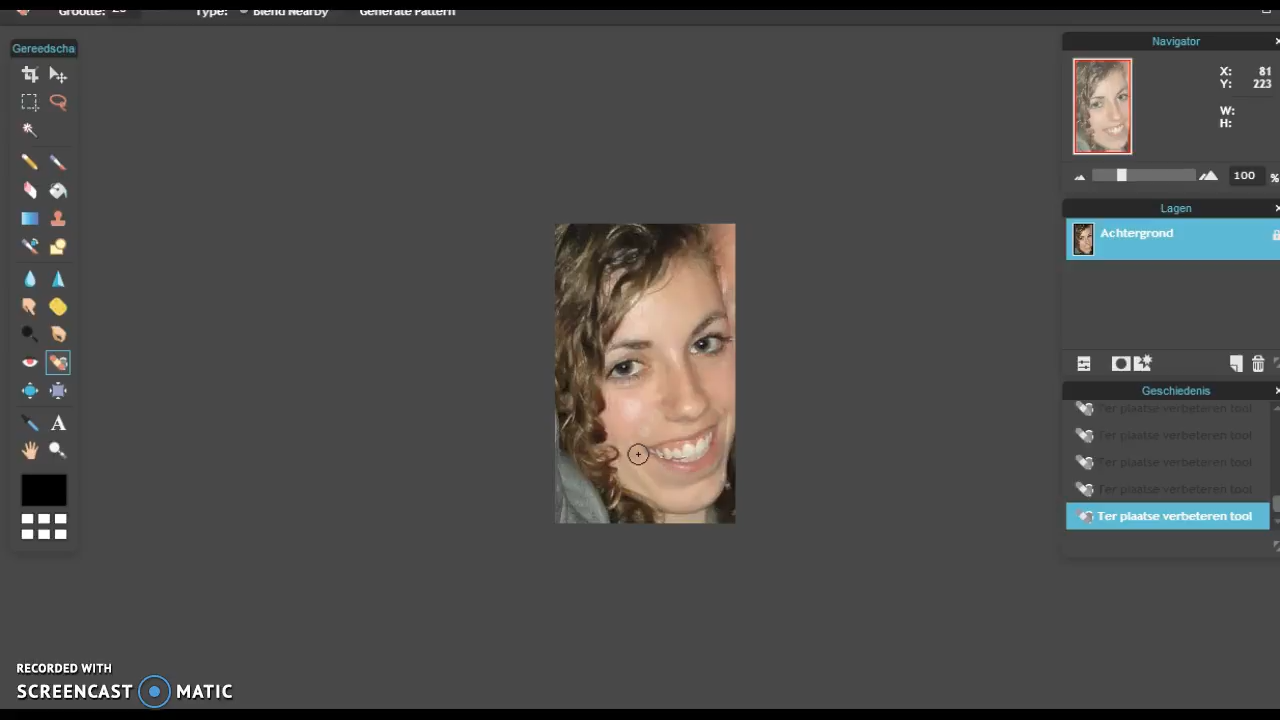 Grootte:
Type: Blend Nearby Generate Pattern
Gereedscha
Navigator
X: 81
Y: 223
W:
H:
100 %
Lagen
Achtergrond
Geschiedenis
Ter plaatse verbeteren tool
Ter plaatse verbeteren tool
Ter plaatse verbeteren tool
Ter plaatse verbeteren tool
Ter plaatse verbeteren tool
A
RECORDED WITH
SCREENCAST MATIC